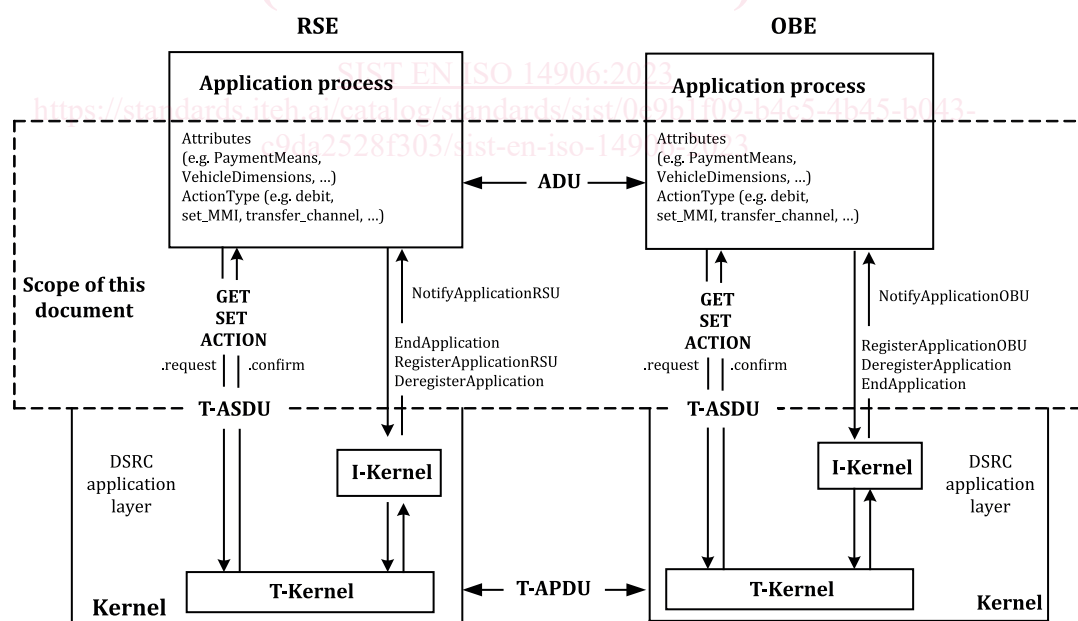 RSE
OBE
SIST EN ISO 14906:2023
https://standards.iteh.ai/catalog/standards/sist/0e9b1f09-b4c5-4b45-b043-
c9da2528f303/sist-en-iso-14906-2023
Application process
Attributes
(e.g. PaymentMeans,
VehicleDimensions, ...)
ActionType (e.g. debit,
set_MMI, transfer_channel, ...)
ADU
Application process
Attributes
(e.g. PaymentMeans,
VehicleDimensions, ...)
ActionType (e.g. debit,
set_MMI, transfer_channel, ...)
Scope of this
document
GET
SET
ACTION
.request
.confirm
NotifyApplicationRSU
EndApplication
RegisterApplicationRSU
DeregisterApplication
GET
SET
ACTION
.request
.confirm
NotifyApplicationOBU
RegisterApplicationOBU
DeregisterApplication
EndApplication
T-ASDU
T-ASDU
DSRC
application
layer
I-Kernel
T-Kernel
Kernel
T-APDU
I-Kernel
DSRC
application
layer
T-Kernel
Kernel